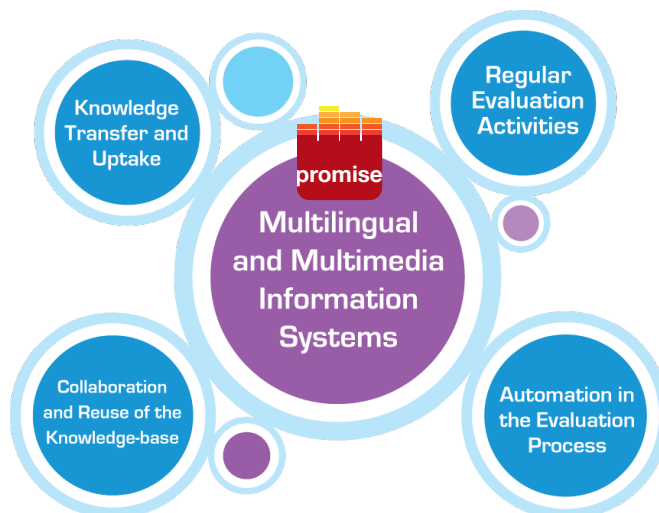 Knowledge
Transfer and
Uptake
Regular
Evaluation
Activities
promise
Multilingual
and Multimedia
Information
Systems
Collaboration
and Reuse of the
Knowledge-base
Automation in
the Evaluation
Process